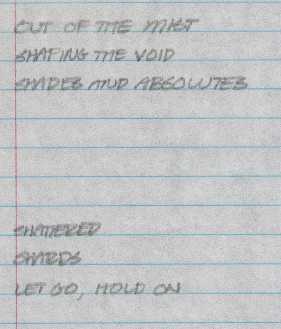 OUT OF THE MIST
SHAPING THE VOID
SHADES AND ABSOLUTES
SHATTERED
SHARDS
LET GO, HOLD ON